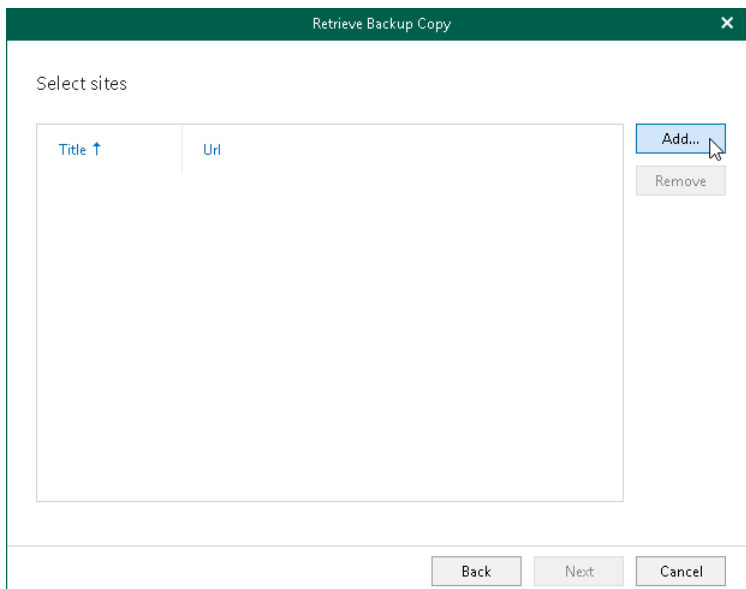 Retrieve Backup Copy
Select sites
Title ↑ Url
Add...
Remove
Back Next Cancel